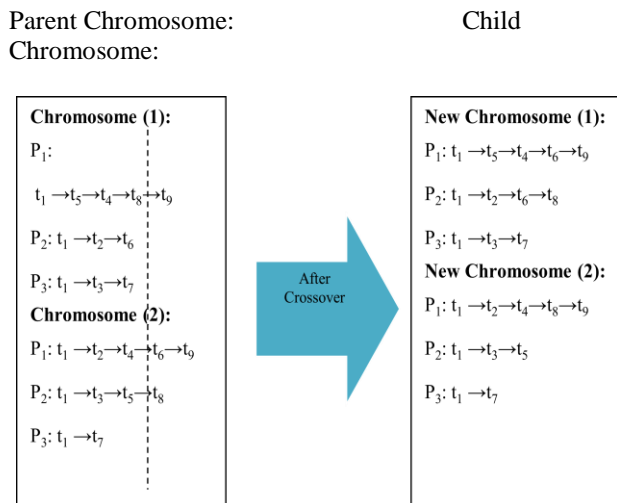 Parent Chromosome: Child
Chromosome:
Chromosome (1):
P₁:
t₁ →t₅→t₄→t₈→t₉
P₂: t₁ →t₂→t₆
P₃: t₁ →t₃→t₇
Chromosome (2):
P₁: t₁ →t₂→t₄→t₆→t₉
P₂: t₁ →t₃→t₅→t₈
P₃: t₁ →t₇
After
Crossover
New Chromosome (1):
P₁: t₁ →t₅→t₄→t₆→t₉
P₂: t₁ →t₂→t₆→t₈
P₃: t₁ →t₃→t₇
New Chromosome (2):
P₁: t₁ →t₂→t₄→t₈→t₉
P₂: t₁ →t₃→t₅
P₃: t₁ →t₇